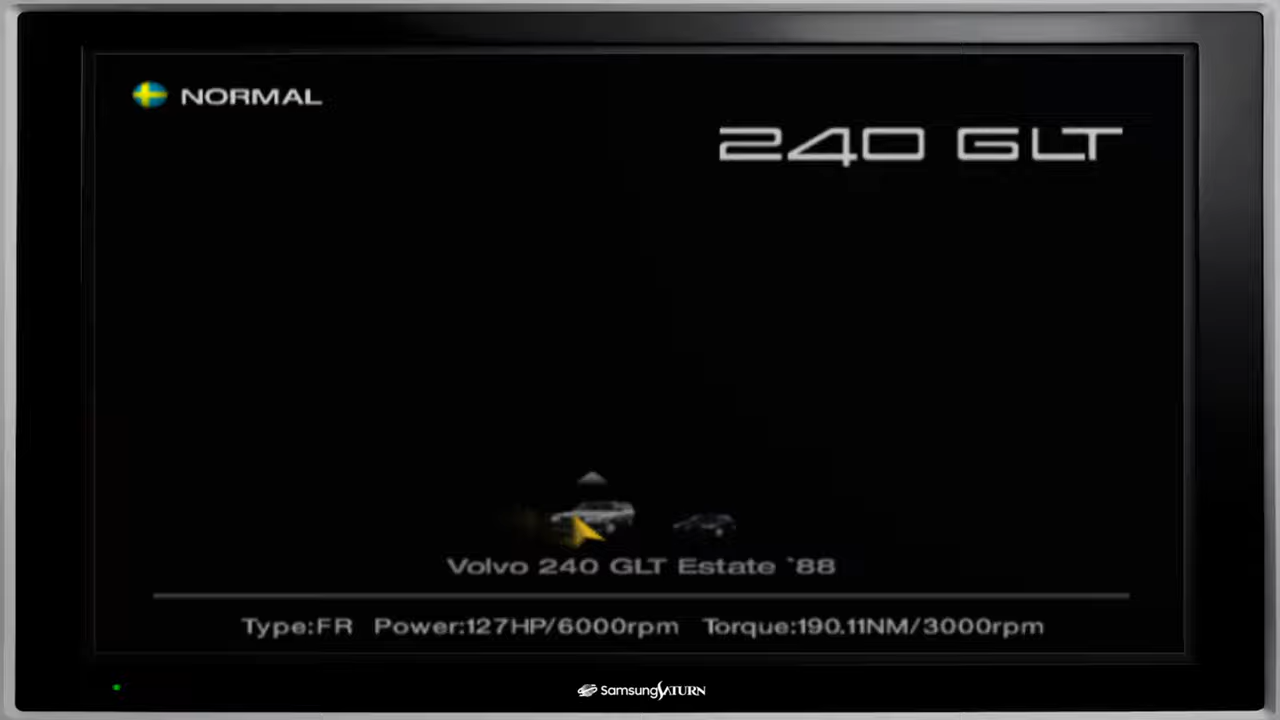 NORMAL
240 GLT
Volvo 240 GLT Estate `88
Type:FR Power:127HP/6000rpm Torque:190.11NM/3000rpm
SamsungSATURN